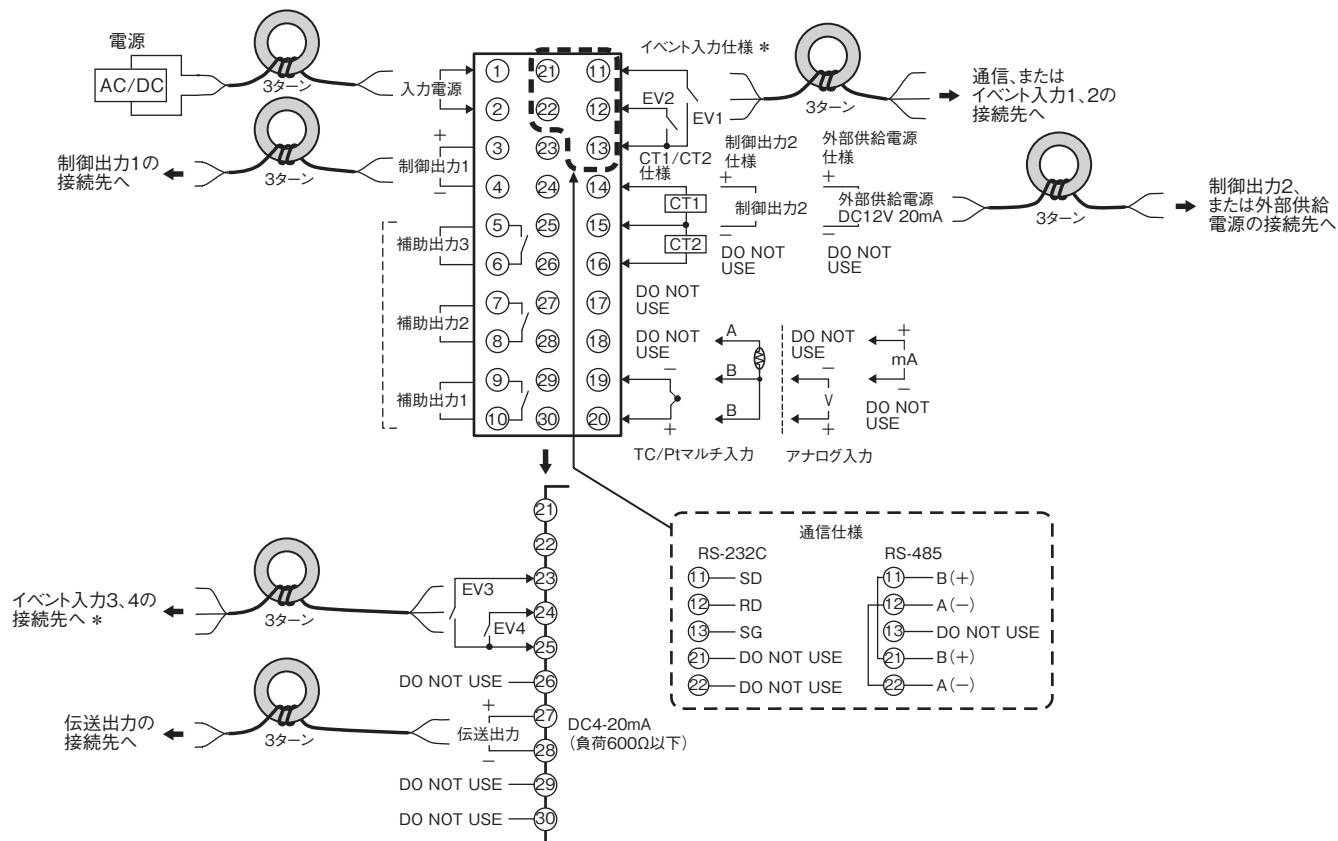 電源
AC/DC
3ターン
入力電源
制御出力1の
接続先へ
3ターン
+
制御出力1
−
補助出力3
補助出力2
補助出力1
① ㉑ ⑪
② ㉒ ⑫
③ ㉓ ⑬
④ ㉔ ⑭
⑤ ㉕ ⑮
⑥ ㉖ ⑯
⑦ ㉗ ⑰
⑧ ㉘ ⑱
⑨ ㉙ ⑲
⑩ ㉚ ⑳
イベント入力仕様 *
EV2
EV1
3ターン
通信、または
イベント入力1、2の
接続先へ
CT1/CT2
仕様
CT1
CT2
制御出力2
仕様
+
制御出力2
−
DO NOT
USE
外部供給電源
仕様
+
外部供給電源
DC12V 20mA
−
DO NOT
USE
3ターン
制御出力2、
または外部供給
電源の接続先へ
DO NOT
USE
DO NOT
USE
−
+
A
B
B
TC/Ptマルチ入力
DO NOT
USE
−
V
+
+
mA
−
DO NOT
USE
アナログ入力
㉑
㉒
㉓
㉔
㉕
㉖
㉗
㉘
㉙
㉚
イベント入力3、4の
接続先へ *
3ターン
EV3
EV4
DO NOT USE
伝送出力の
接続先へ
3ターン
+
伝送出力
−
DC4-20mA
(負荷600Ω以下)
DO NOT USE
DO NOT USE
通信仕様
RS-232C
⑪ SD
⑫ RD
⑬ SG
㉑ DO NOT USE
㉒ DO NOT USE
RS-485
⑪ B(+)
⑫ A(−)
⑬ DO NOT USE
㉑ B(+)
㉒ A(−)